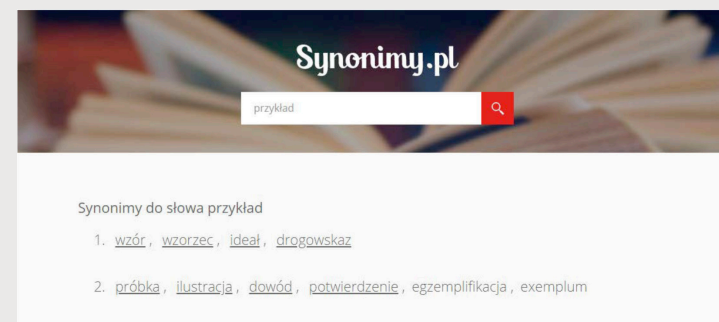 Synonimy.pl
przykład
Synonimy do słowa przykład
1. wzór, wzorzec, ideał, drogowskaz
2. próbka, ilustracja, dowód, potwierdzenie, egzemplifikacja, exemplum